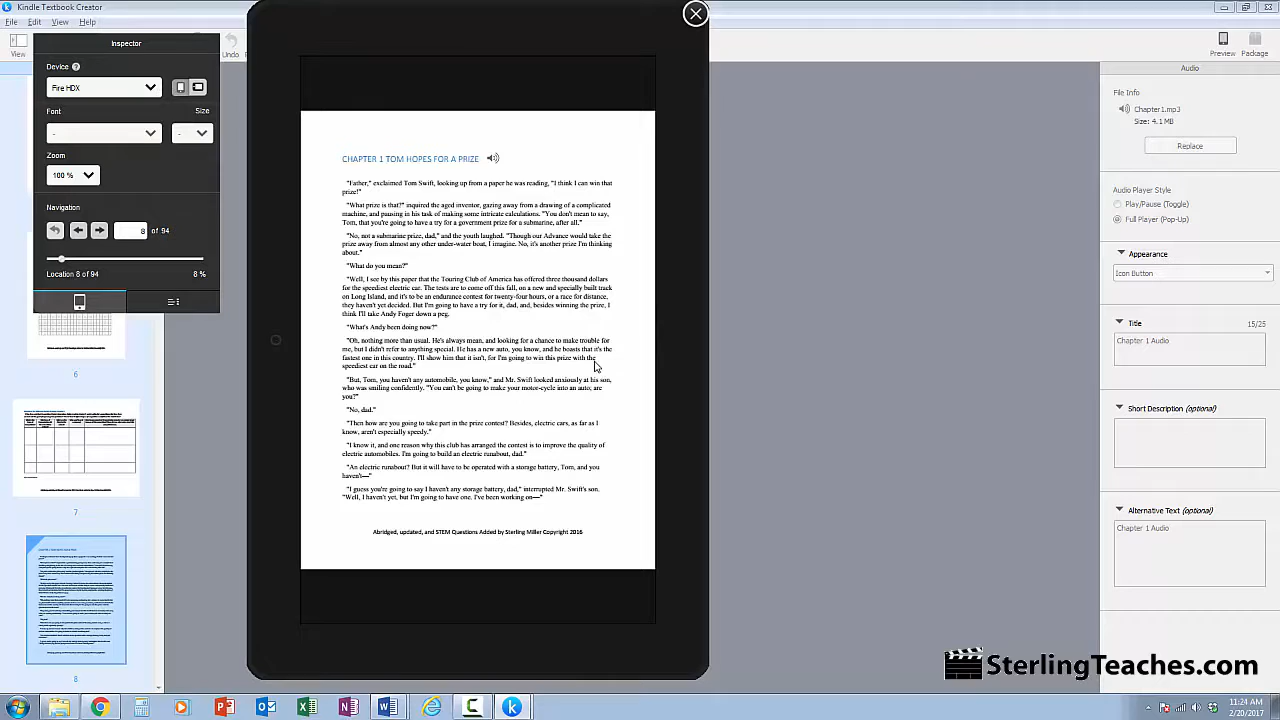 Kindle Textbook Creator
File Edit View Help
View
Undo
Preview Package
Inspector
Device
Fire HDX
Font Size
- -
Zoom
100 %
Navigation
8 of 94
Location 8 of 94 8 %
6
7
8
CHAPTER 1 TOM HOPES FOR A PRIZE
"Father," exclaimed Tom Swift, looking up from a paper he was reading, "I think I can win that
prize!"
"What prize is that?" inquired the aged inventor, gazing away from a drawing of a complicated
machine, and pausing in his task of making some intricate calculations. "You don't mean to say,
Tom, that you're going to have a try for a government prize for a submarine, after all."
"No, not a submarine prize, dad," and the youth laughed. "Though our Advance would take the
prize away from almost any other under-water boat, I imagine. No, it's another prize I'm thinking
about."
"What do you mean?"
"Well, I see by this paper that the Touring Club of America has offered three thousand dollars
for the speediest electric car. The tests are to come off this fall, on a new and specially built track
on Long Island, and it's to be an endurance contest for twenty-four hours, or a race for distance,
they haven't yet decided. But I'm going to have a try for it, dad, and, besides winning the prize, I
think I'll take Andy Foger down a peg.
"What's Andy been doing now?"
"Oh, nothing more than usual. He's always mean, and looking for a chance to make trouble for
me, but I didn't refer to anything special. He has a new auto, you know, and he boasts that it's the
fastest one in this country. I'll show him that it isn't, for I'm going to win this prize with the
speediest car on the road."
"But, Tom, you haven't any automobile, you know," and Mr. Swift looked anxiously at his son,
who was smiling confidently. "You can't be going to make your motor-cycle into an auto; are
you?"
"No, dad."
"Then how are you going to take part in the prize contest? Besides, electric cars, as far as I
know, aren't especially speedy."
"I know it, and one reason why this club has arranged the contest is to improve the quality of
electric automobiles. I'm going to build an electric runabout, dad."
"An electric runabout? But it will have to be operated with a storage battery, Tom, and you
haven't—"
"I guess you're going to say I haven't any storage battery, dad," interrupted Mr. Swift's son.
"Well, I haven't yet, but I'm going to have one. I've been working on—"
Abridged, updated, and STEM Questions Added by Sterling Miller Copyright 2016
Audio
File Info
Chapter1.mp3
Size: 4.1 MB
Replace
Audio Player Style
Play/Pause (Toggle)
Full Player (Pop-Up)
Appearance
Icon Button
Title 15/25
Chapter 1 Audio
Short Description (optional)
Alternative Text (optional)
Chapter 1 Audio
SterlingTeaches.com
11:24 AM
2/20/2017